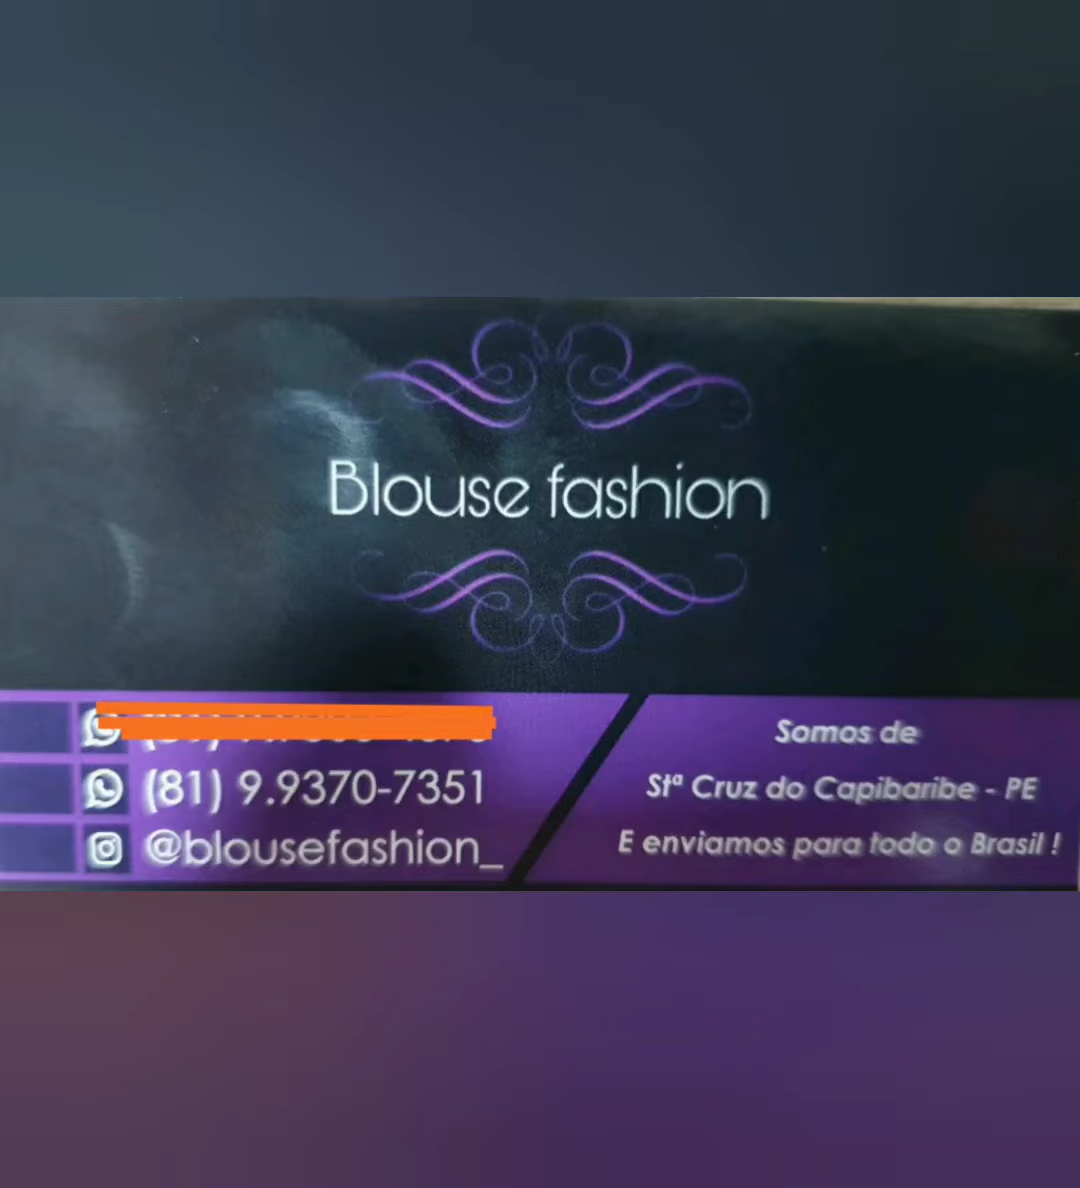 Blouse fashion
(81) 9.9370-7351
@blousefashion_
Somos de
Stª Cruz do Capibaribe - PE
E enviamos para todo o Brasil !